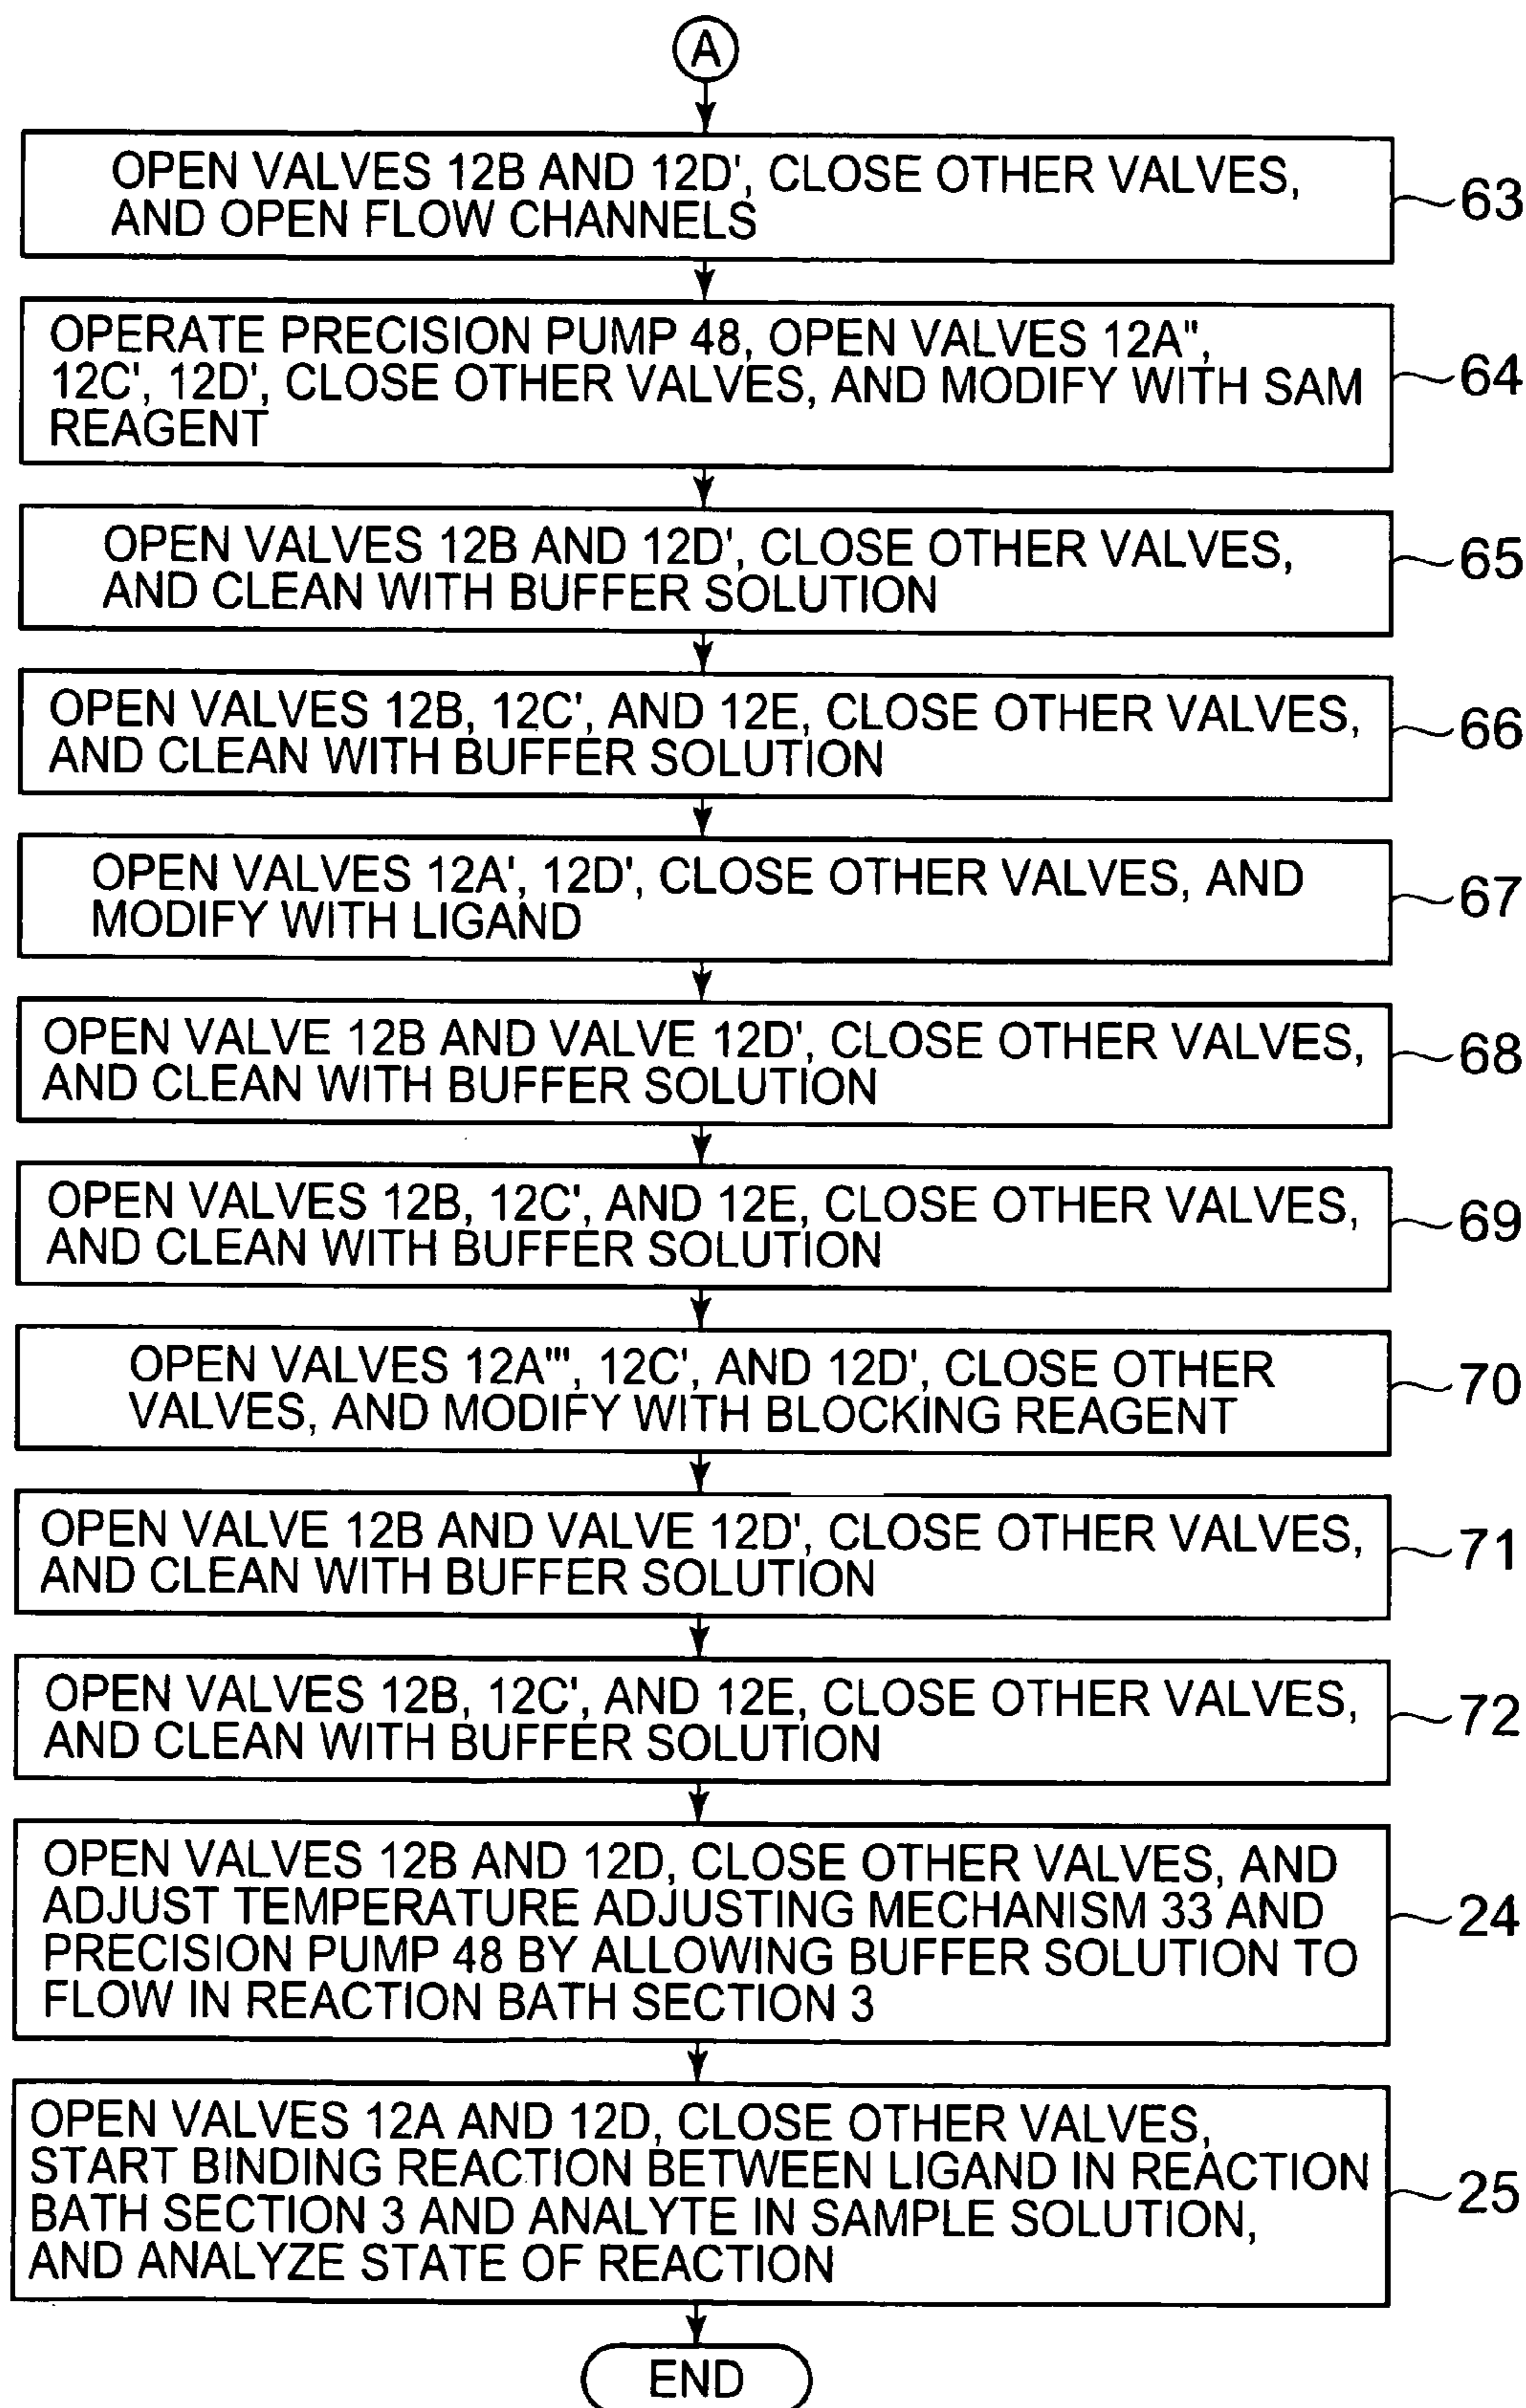 A
OPEN VALVES 12B AND 12D', CLOSE OTHER VALVES,
AND OPEN FLOW CHANNELS
63
OPERATE PRECISION PUMP 48, OPEN VALVES 12A",
12C', 12D', CLOSE OTHER VALVES, AND MODIFY WITH SAM
REAGENT
64
OPEN VALVES 12B AND 12D', CLOSE OTHER VALVES,
AND CLEAN WITH BUFFER SOLUTION
65
OPEN VALVES 12B, 12C', AND 12E, CLOSE OTHER VALVES,
AND CLEAN WITH BUFFER SOLUTION
66
OPEN VALVES 12A', 12D', CLOSE OTHER VALVES, AND
MODIFY WITH LIGAND
67
OPEN VALVE 12B AND VALVE 12D', CLOSE OTHER VALVES,
AND CLEAN WITH BUFFER SOLUTION
68
OPEN VALVES 12B, 12C', AND 12E, CLOSE OTHER VALVES,
AND CLEAN WITH BUFFER SOLUTION
69
OPEN VALVES 12A''', 12C', AND 12D', CLOSE OTHER
VALVES, AND MODIFY WITH BLOCKING REAGENT
70
OPEN VALVE 12B AND VALVE 12D', CLOSE OTHER VALVES,
AND CLEAN WITH BUFFER SOLUTION
71
OPEN VALVES 12B, 12C', AND 12E, CLOSE OTHER VALVES,
AND CLEAN WITH BUFFER SOLUTION
72
OPEN VALVES 12B AND 12D, CLOSE OTHER VALVES, AND
ADJUST TEMPERATURE ADJUSTING MECHANISM 33 AND
PRECISION PUMP 48 BY ALLOWING BUFFER SOLUTION TO
FLOW IN REACTION BATH SECTION 3
24
OPEN VALVES 12A AND 12D, CLOSE OTHER VALVES,
START BINDING REACTION BETWEEN LIGAND IN REACTION
BATH SECTION 3 AND ANALYTE IN SAMPLE SOLUTION,
AND ANALYZE STATE OF REACTION
25
END